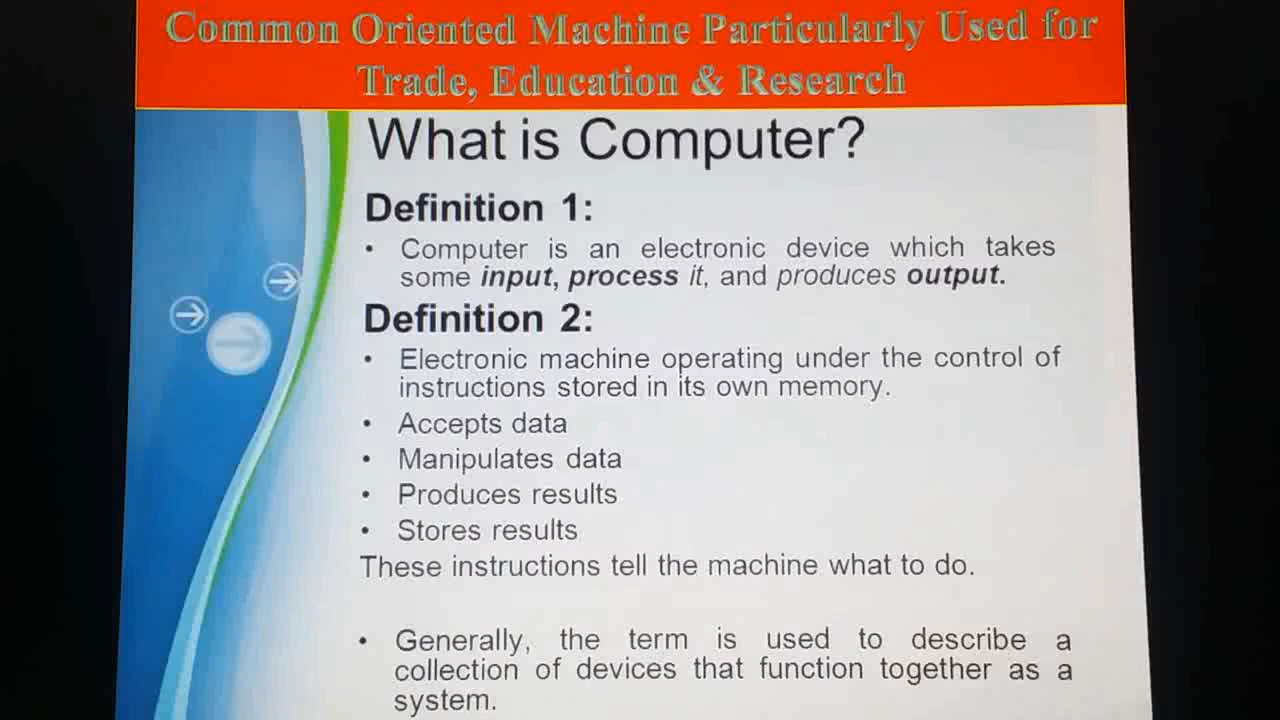 Common Oriented Machine Particularly Used for
Trade, Education & Research
What is Computer?
Definition 1:
• Computer is an electronic device which takes
some input, process it, and produces output.
Definition 2:
• Electronic machine operating under the control of
instructions stored in its own memory.
• Accepts data
• Manipulates data
• Produces results
• Stores results
These instructions tell the machine what to do.
• Generally, the term is used to describe a
collection of devices that function together as a
system.